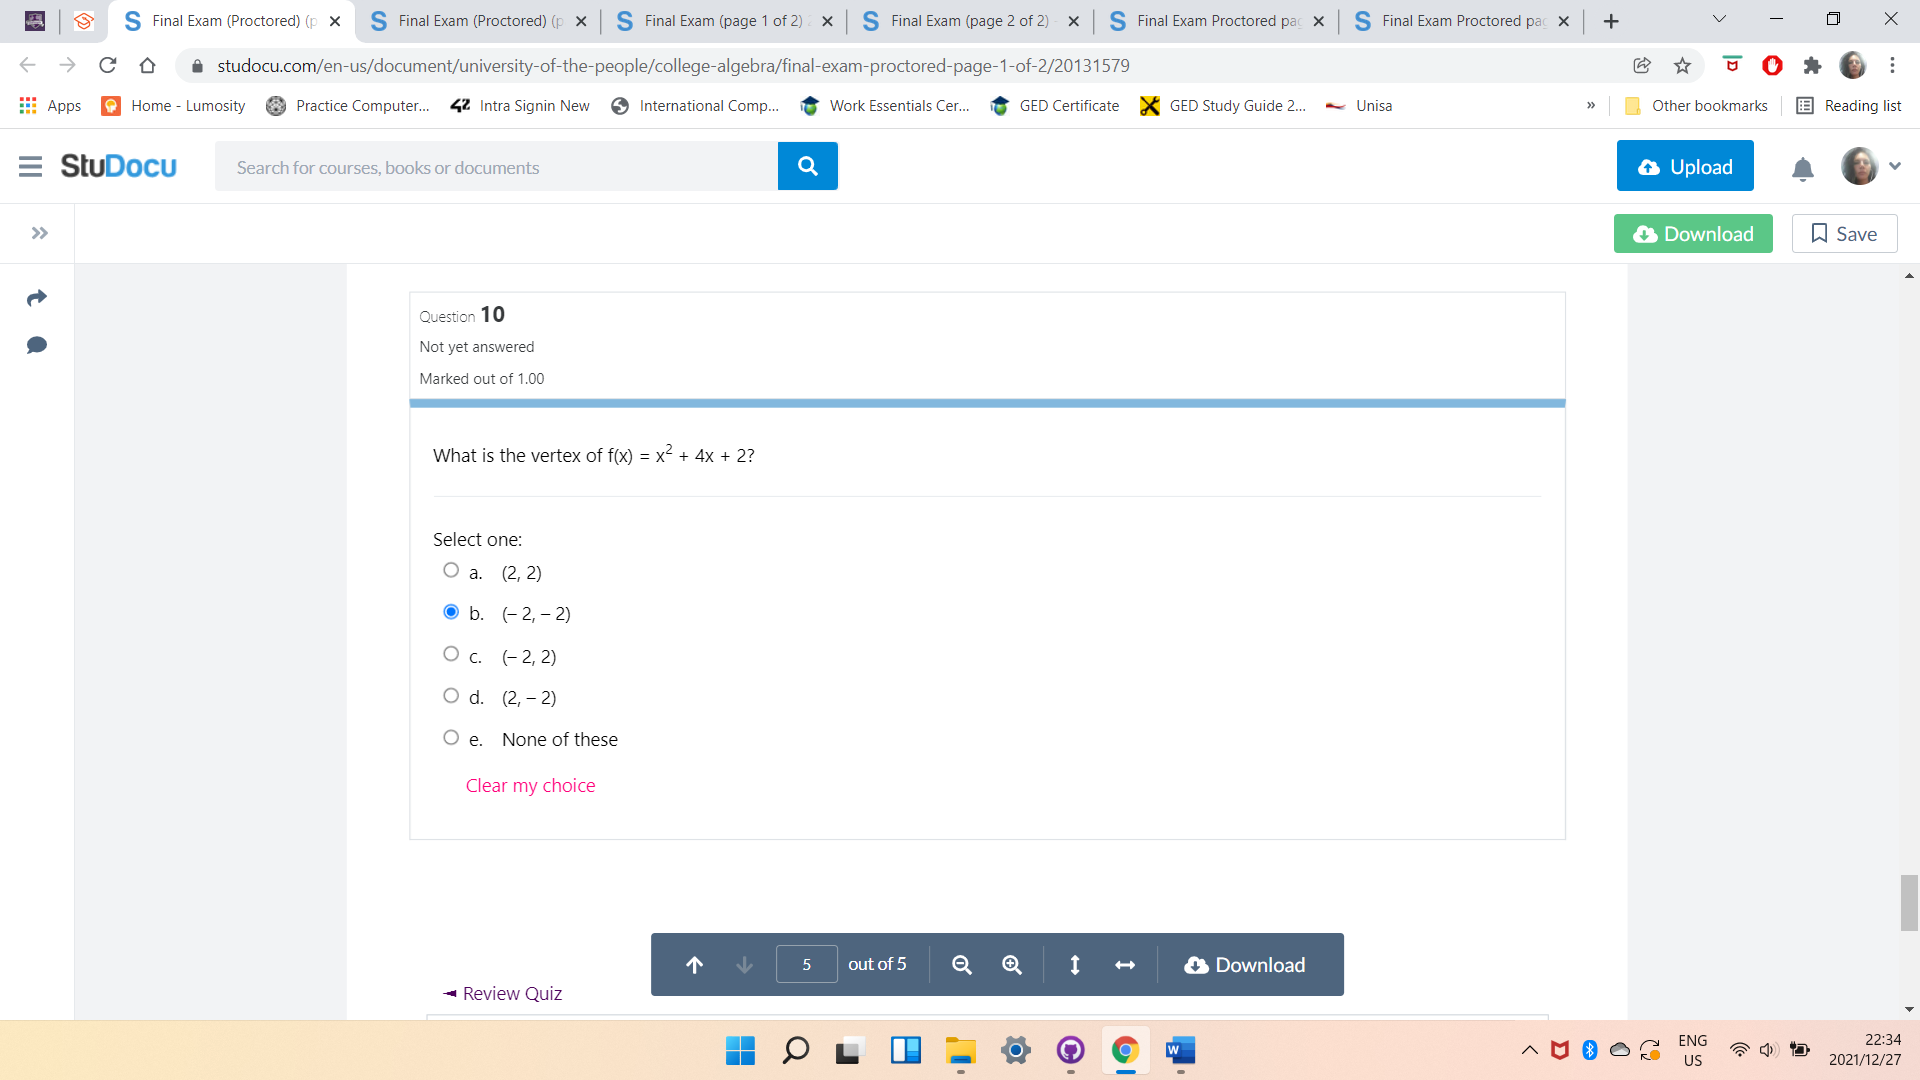 Final Exam (Proctored) (p
Final Exam (Proctored) (p
Final Exam (page 1 of 2)
Final Exam (page 2 of 2) -
Final Exam Proctored pag
Final Exam Proctored pag
studocu.com/en-us/document/university-of-the-people/college-algebra/final-exam-proctored-page-1-of-2/20131579
Apps
Home - Lumosity
Practice Computer...
Intra Signin New
International Comp...
Work Essentials Cer...
GED Certificate
GED Study Guide 2...
Unisa
»
Other bookmarks
Reading list
StuDocu
Search for courses, books or documents
Upload
Download
Save
Question 10
Not yet answered
Marked out of 1.00
What is the vertex of f(x) = x² + 4x + 2?
Select one:
a. (2, 2)
b. (– 2, – 2)
c. (– 2, 2)
d. (2, – 2)
e. None of these
Clear my choice
5 out of 5
Download
◄ Review Quiz
ENG
US
22:34
2021/12/27